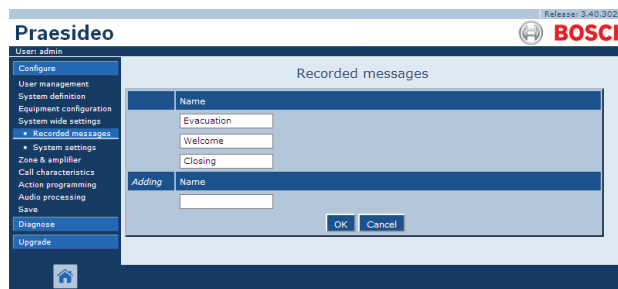 Release: 3.40.302
Praesideo
BOSCH
User: admin
Configure
User management
System definition
Equipment configuration
System wide settings
• Recorded messages
• System settings
Zone & amplifier
Call characteristics
Action programming
Audio processing
Save
Diagnose
Upgrade
Recorded messages
Name
Evacuation
Welcome
Closing
Adding Name
OK Cancel